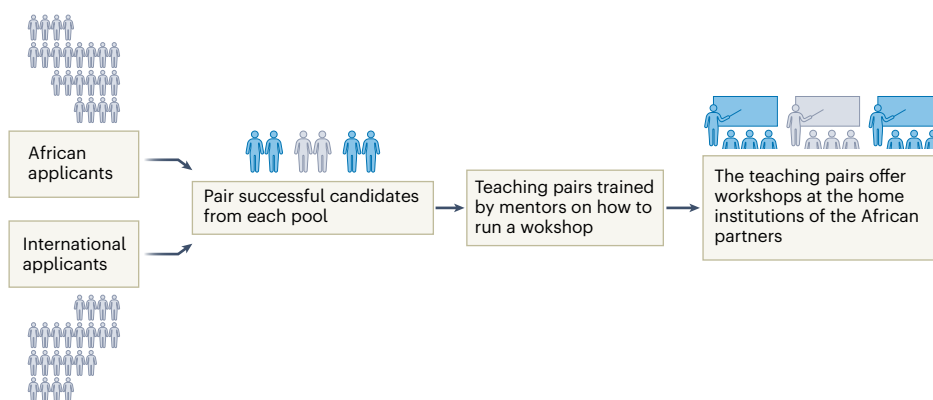 African
applicants
International
applicants
Pair successful candidates
from each pool
Teaching pairs trained
by mentors on how to
run a wokshop
The teaching pairs offer
workshops at the home
institutions of the African
partners